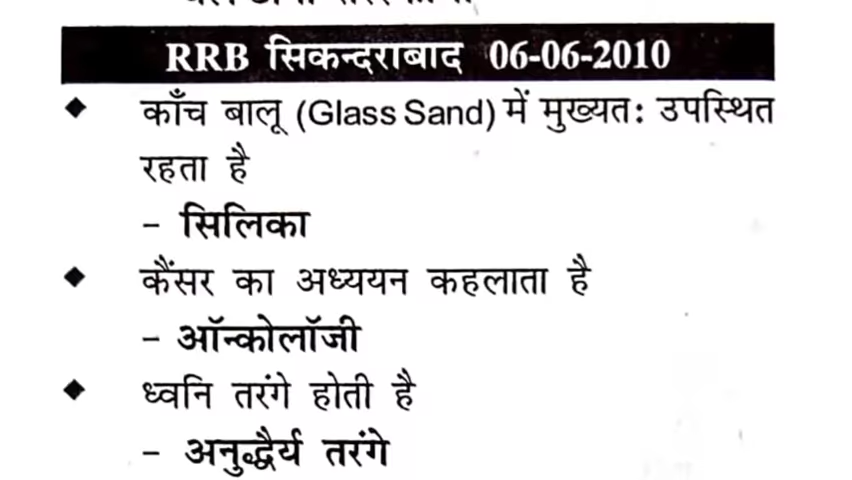 RRB सिकन्दराबाद 06-06-2010
◆ काँच बालू (Glass Sand) में मुख्यत: उपस्थित
रहता है
– सिलिका
◆ कैंसर का अध्ययन कहलाता है
– ऑन्कोलॉजी
◆ ध्वनि तरंगे होती है
– अनुद्धैर्य तरंगे